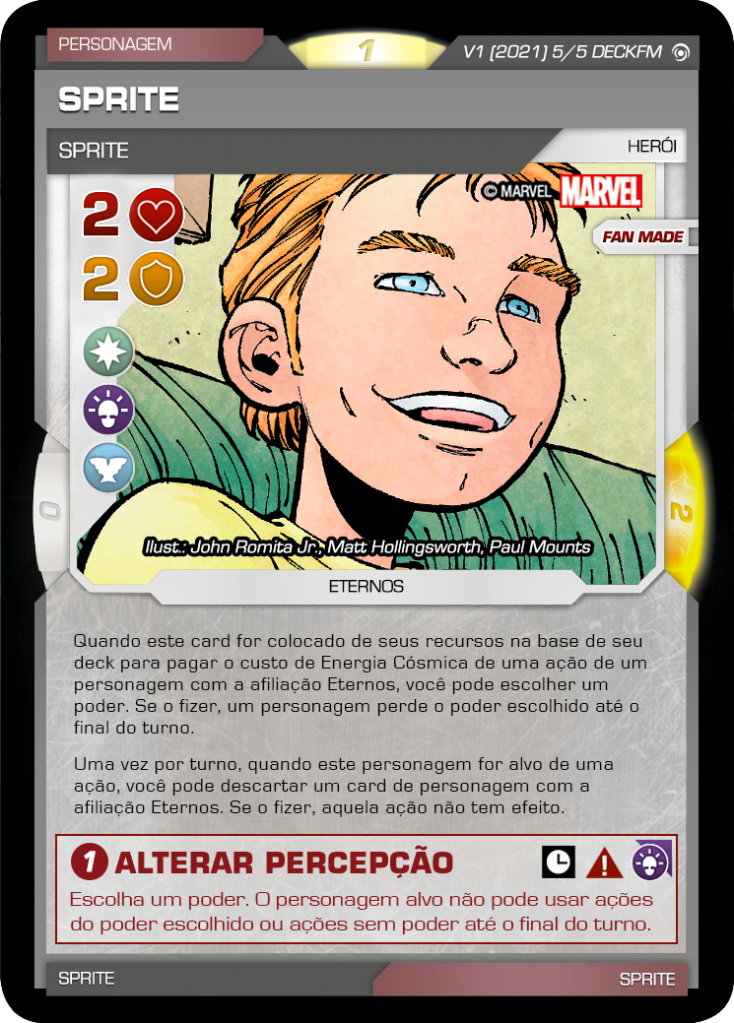 PERSONAGEM
1
V1 (2021) 5/5 DECKFM
SPRITE
SPRITE
HERÓI
© MARVEL MARVEL
FAN MADE
2
2
0
2
Ilust.: John Romita Jr., Matt Hollingsworth, Paul Mounts
ETERNOS
Quando este card for colocado de seus recursos na base de seu
deck para pagar o custo de Energia Cósmica de uma ação de um
personagem com a afiliação Eternos, você pode escolher um
poder. Se o fizer, um personagem perde o poder escolhido até o
final do turno.
Uma vez por turno, quando este personagem for alvo de uma
ação, você pode descartar um card de personagem com a
afiliação Eternos. Se o fizer, aquela ação não tem efeito.
1 ALTERAR PERCEPÇÃO
Escolha um poder. O personagem alvo não pode usar ações
do poder escolhido ou ações sem poder até o final do turno.
SPRITE
SPRITE